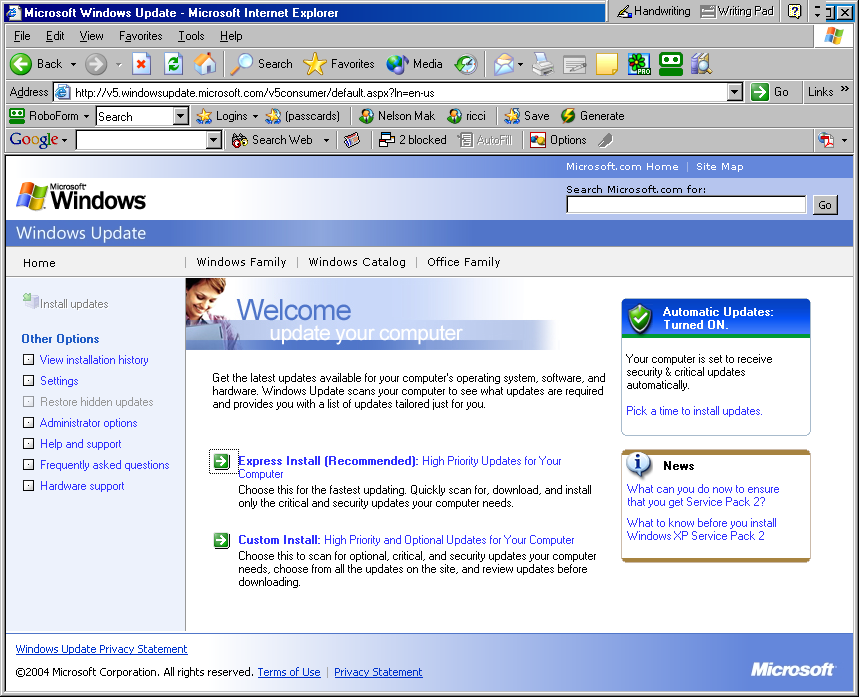 Microsoft Windows Update - Microsoft Internet Explorer
Handwriting Writing Pad
File Edit View Favorites Tools Help
Back Search Favorites Media PRO
Address http://v5.windowsupdate.microsoft.com/v5consumer/default.aspx?ln=en-us Go Links »
RoboForm Search Logins (passcards) Nelson Mak ricci Save Generate
Google Search Web 2 blocked AutoFill Options
Microsoft.com Home | Site Map
Microsoft
Windows
Search Microsoft.com for:
Go
Windows Update
Home | Windows Family | Windows Catalog | Office Family
Install updates
Other Options
View installation history
Settings
Restore hidden updates
Administrator options
Help and support
Frequently asked questions
Hardware support
Welcome
update your computer
Get the latest updates available for your computer's operating system, software, and
hardware. Windows Update scans your computer to see what updates are required
and provides you with a list of updates tailored just for you.
Express Install (Recommended): High Priority Updates for Your
Computer
Choose this for the fastest updating. Quickly scan for, download, and install
only the critical and security updates your computer needs.
Custom Install: High Priority and Optional Updates for Your Computer
Choose this to scan for optional, critical, and security updates your computer
needs, choose from all the updates on the site, and review updates before
downloading.
Automatic Updates:
Turned ON.
Your computer is set to receive
security & critical updates
automatically.
Pick a time to install updates.
News
What can you do now to ensure
that you get Service Pack 2?
What to know before you install
Windows XP Service Pack 2
Windows Update Privacy Statement
©2004 Microsoft Corporation. All rights reserved. Terms of Use | Privacy Statement
Microsoft